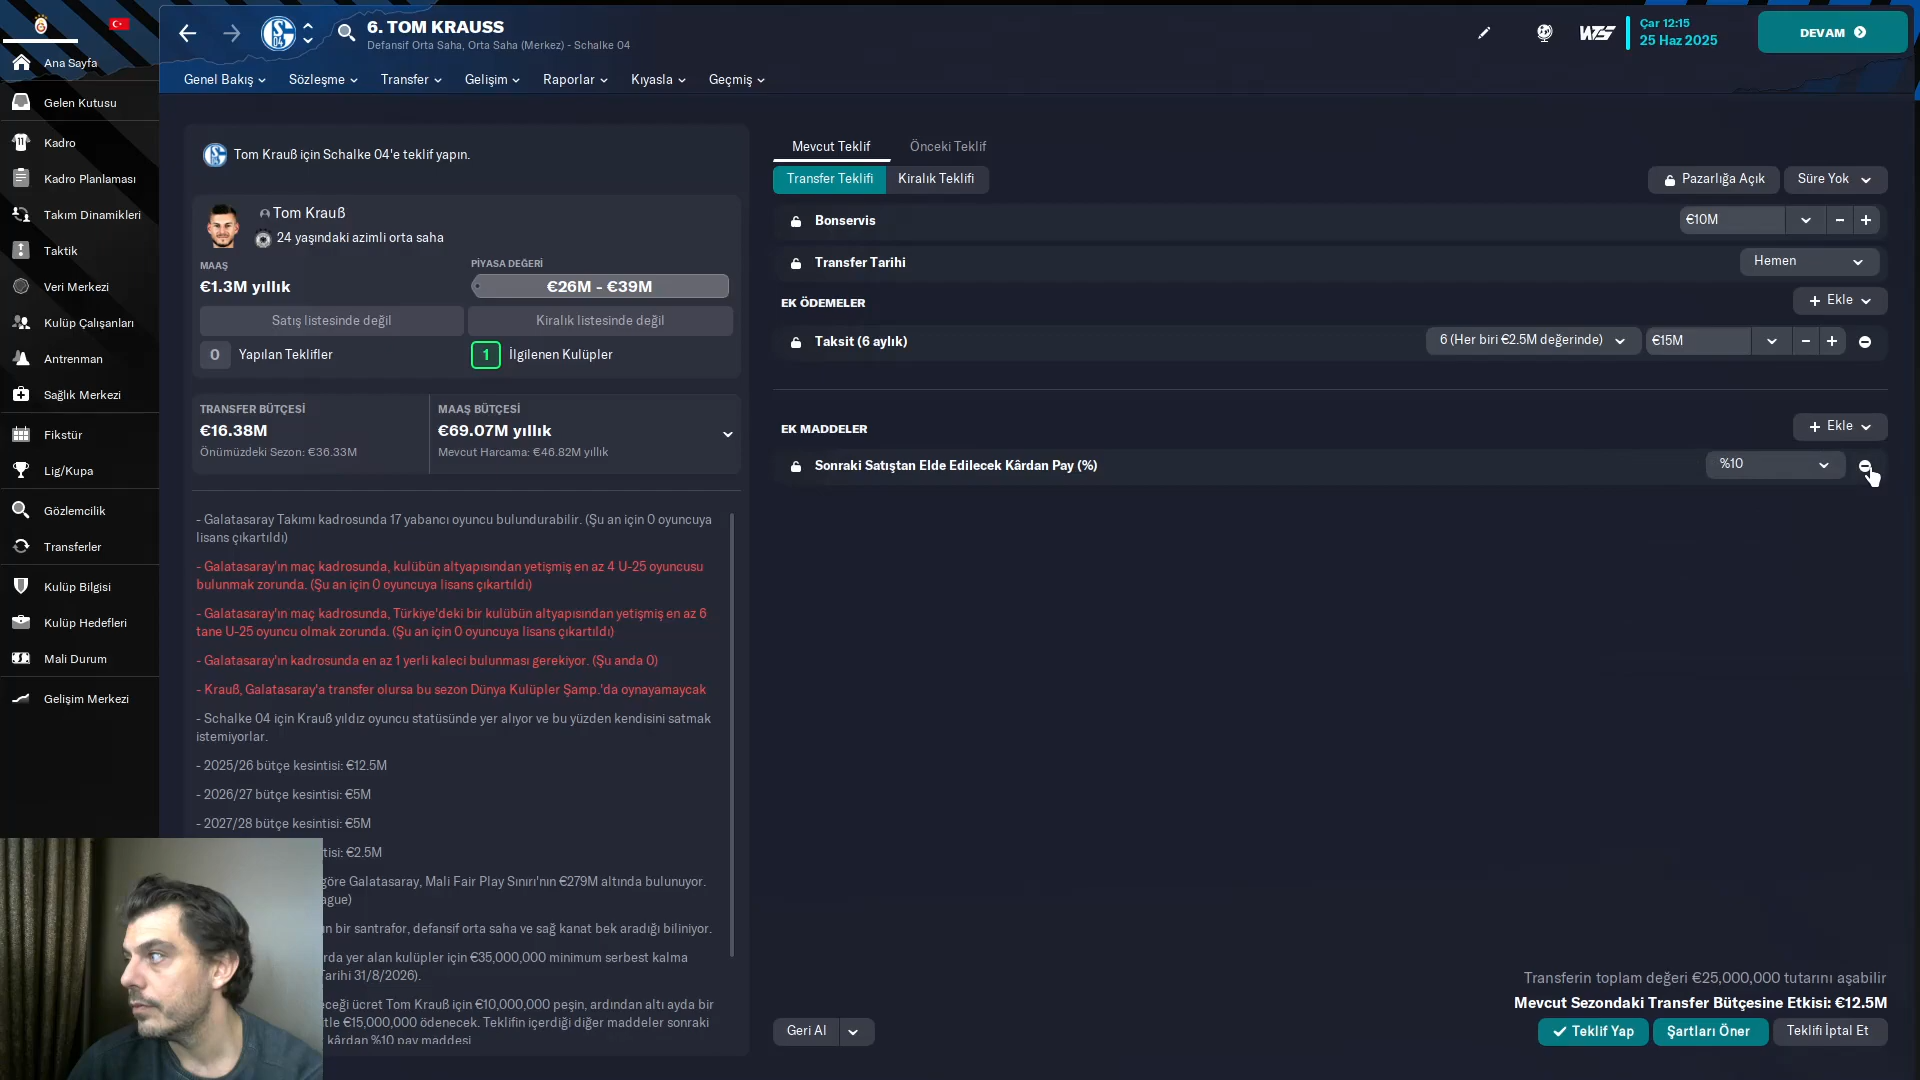 6. TOM KRAUSS
Defansif Orta Saha, Orta Saha (Merkez) - Schalke 04
Çar 12:15
25 Haz 2025
DEVAM
Genel Bakış
Sözleşme
Transfer
Gelişim
Raporlar
Kıyasla
Geçmiş
Ana Sayfa
Gelen Kutusu
Kadro
Kadro Planlaması
Takım Dinamikleri
Taktik
Veri Merkezi
Kulüp Çalışanları
Antrenman
Sağlık Merkezi
Fikstür
Lig/Kupa
Gözlemcilik
Transferler
Kulüp Bilgisi
Kulüp Hedefleri
Mali Durum
Gelişim Merkezi
Tom Krauß için Schalke 04'e teklif yapın.
Tom Krauß
24 yaşındaki azimli orta saha
MAAŞ
€1.3M yıllık
PİYASA DEĞERİ
€26M - €39M
Satış listesinde değil
Kiralık listesinde değil
0 Yapılan Teklifler
1 İlgilenen Kulüpler
TRANSFER BÜTÇESİ
€16.38M
Önümüzdeki Sezon: €36.33M
MAAŞ BÜTÇESİ
€69.07M yıllık
Mevcut Harcama: €46.82M yıllık
- Galatasaray Takımı kadrosunda 17 yabancı oyuncu bulundurabilir. (Şu an için 0 oyuncuya
lisans çıkartıldı)
- Galatasaray'ın maç kadrosunda, kulübün altyapısından yetişmiş en az 4 U-25 oyuncusu
bulunmak zorunda. (Şu an için 0 oyuncuya lisans çıkartıldı)
- Galatasaray'ın maç kadrosunda, Türkiye'deki bir kulübün altyapısından yetişmiş en az 6
tane U-25 oyuncu olmak zorunda. (Şu an için 0 oyuncuya lisans çıkartıldı)
- Galatasaray'ın kadrosunda en az 1 yerli kaleci bulunması gerekiyor. (Şu anda 0)
- Krauß, Galatasaray'a transfer olursa bu sezon Dünya Kulüpler Şamp.'da oynayamaycak
- Schalke 04 için Krauß yıldız oyuncu statüsünde yer alıyor ve bu yüzden kendisini satmak
istemiyorlar.
- 2025/26 bütçe kesintisi: €12.5M
- 2026/27 bütçe kesintisi: €5M
- 2027/28 bütçe kesintisi: €5M
tisi: €2.5M
göre Galatasaray, Mali Fair Play Sınırı'nın €279M altında bulunuyor.
ague)
n bir santrafor, defansif orta saha ve sağ kanat bek aradığı biliniyor.
rda yer alan kulüpler için €35,000,000 minimum serbest kalma
arihi 31/8/2026).
eceği ücret Tom Krauß için €10,000,000 peşin, ardından altı ayda bir
itle €15,000,000 ödenecek. Teklifin içerdiği diğer maddeler sonraki
kârdan %10 pay maddesi
Mevcut Teklif
Önceki Teklif
Transfer Teklifi
Kiralık Teklifi
Pazarlığa Açık
Süre Yok
Bonservis
€10M
Transfer Tarihi
Hemen
EK ÖDEMELER
Ekle
Taksit (6 aylık)
6 (Her biri €2.5M değerinde)
€15M
EK MADDELER
Ekle
Sonraki Satıştan Elde Edilecek Kârdan Pay (%)
%10
Transferin toplam değeri €25,000,000 tutarını aşabilir
Mevcut Sezondaki Transfer Bütçesine Etkisi: €12.5M
Geri Al
Teklif Yap
Şartları Öner
Teklifi İptal Et